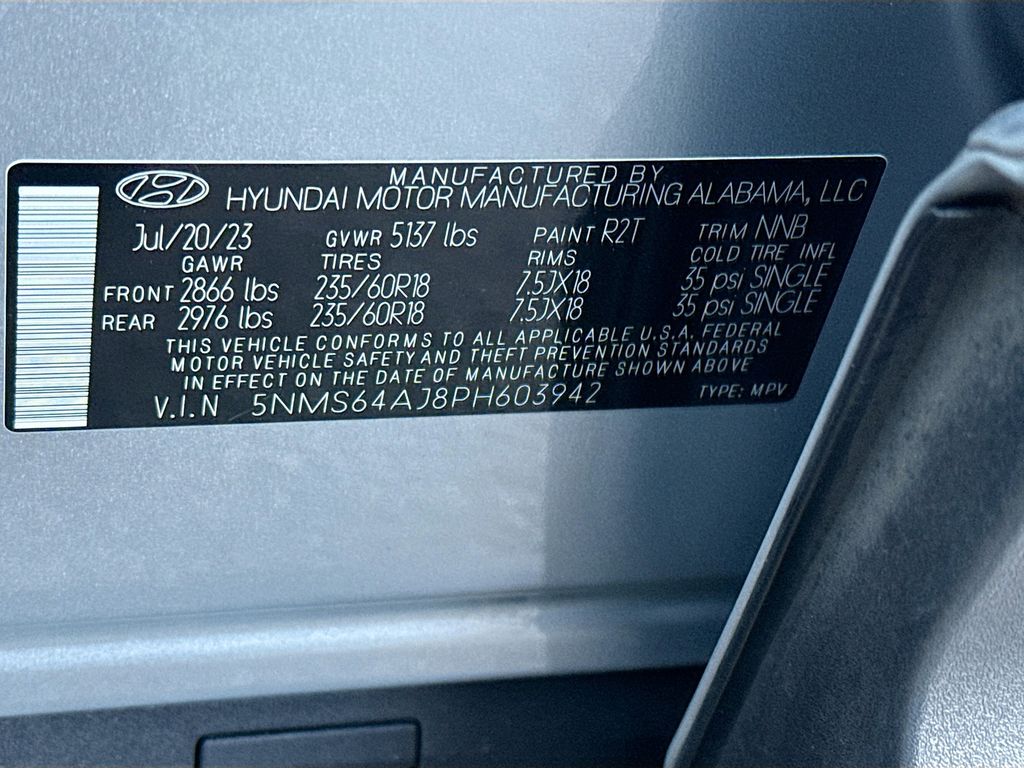 MANUFACTURED BY
HYUNDAI MOTOR MANUFACTURING ALABAMA, LLC
Jul/20/23 GVWR 5137 lbs PAINT R2T TRIM NNB
GAWR TIRES RIMS COLD TIRE INFL
FRONT 2866 lbs 235/60R18 7.5JX18 35 psi SINGLE
REAR 2976 lbs 235/60R18 7.5JX18 35 psi SINGLE
THIS VEHICLE CONFORMS TO ALL APPLICABLE U.S.A. FEDERAL
MOTOR VEHICLE SAFETY AND THEFT PREVENTION STANDARDS
IN EFFECT ON THE DATE OF MANUFACTURE SHOWN ABOVE
V.I.N 5NMS64AJ8PH603942 TYPE: MPV